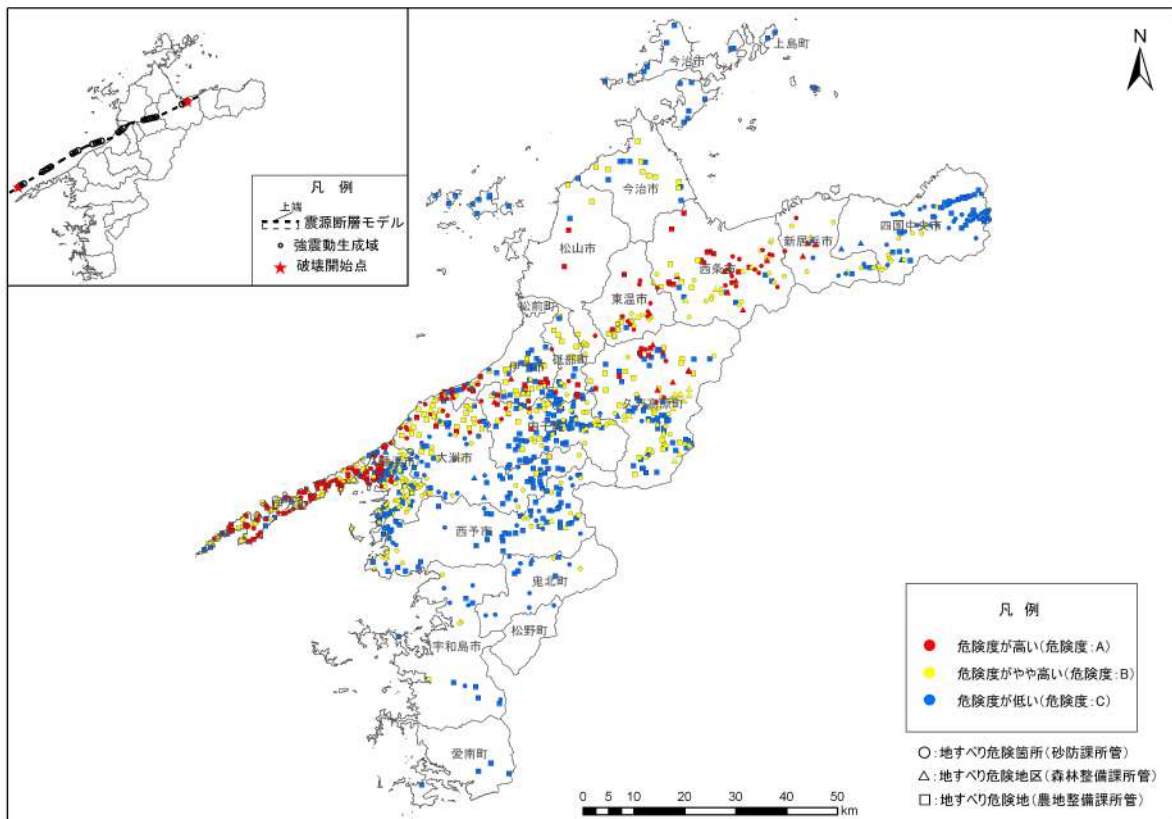 凡 例
上端
震源断層モデル
強震動生成域
破壊開始点
N
上島町
今治市
今治市
松山市
西条市
新居浜市
四国中央市
東温市
松前町
砥部町
久万高原町
内子町
大洲市
西予市
鬼北町
松野町
宇和島市
愛南町
凡 例
危険度が高い(危険度:A)
危険度がやや高い(危険度:B)
危険度が低い(危険度:C)
○:地すべり危険箇所(砂防課所管)
△:地すべり危険地区(森林整備課所管)
□:地すべり危険地(農地整備課所管)
0 5 10 20 30 40 50
km